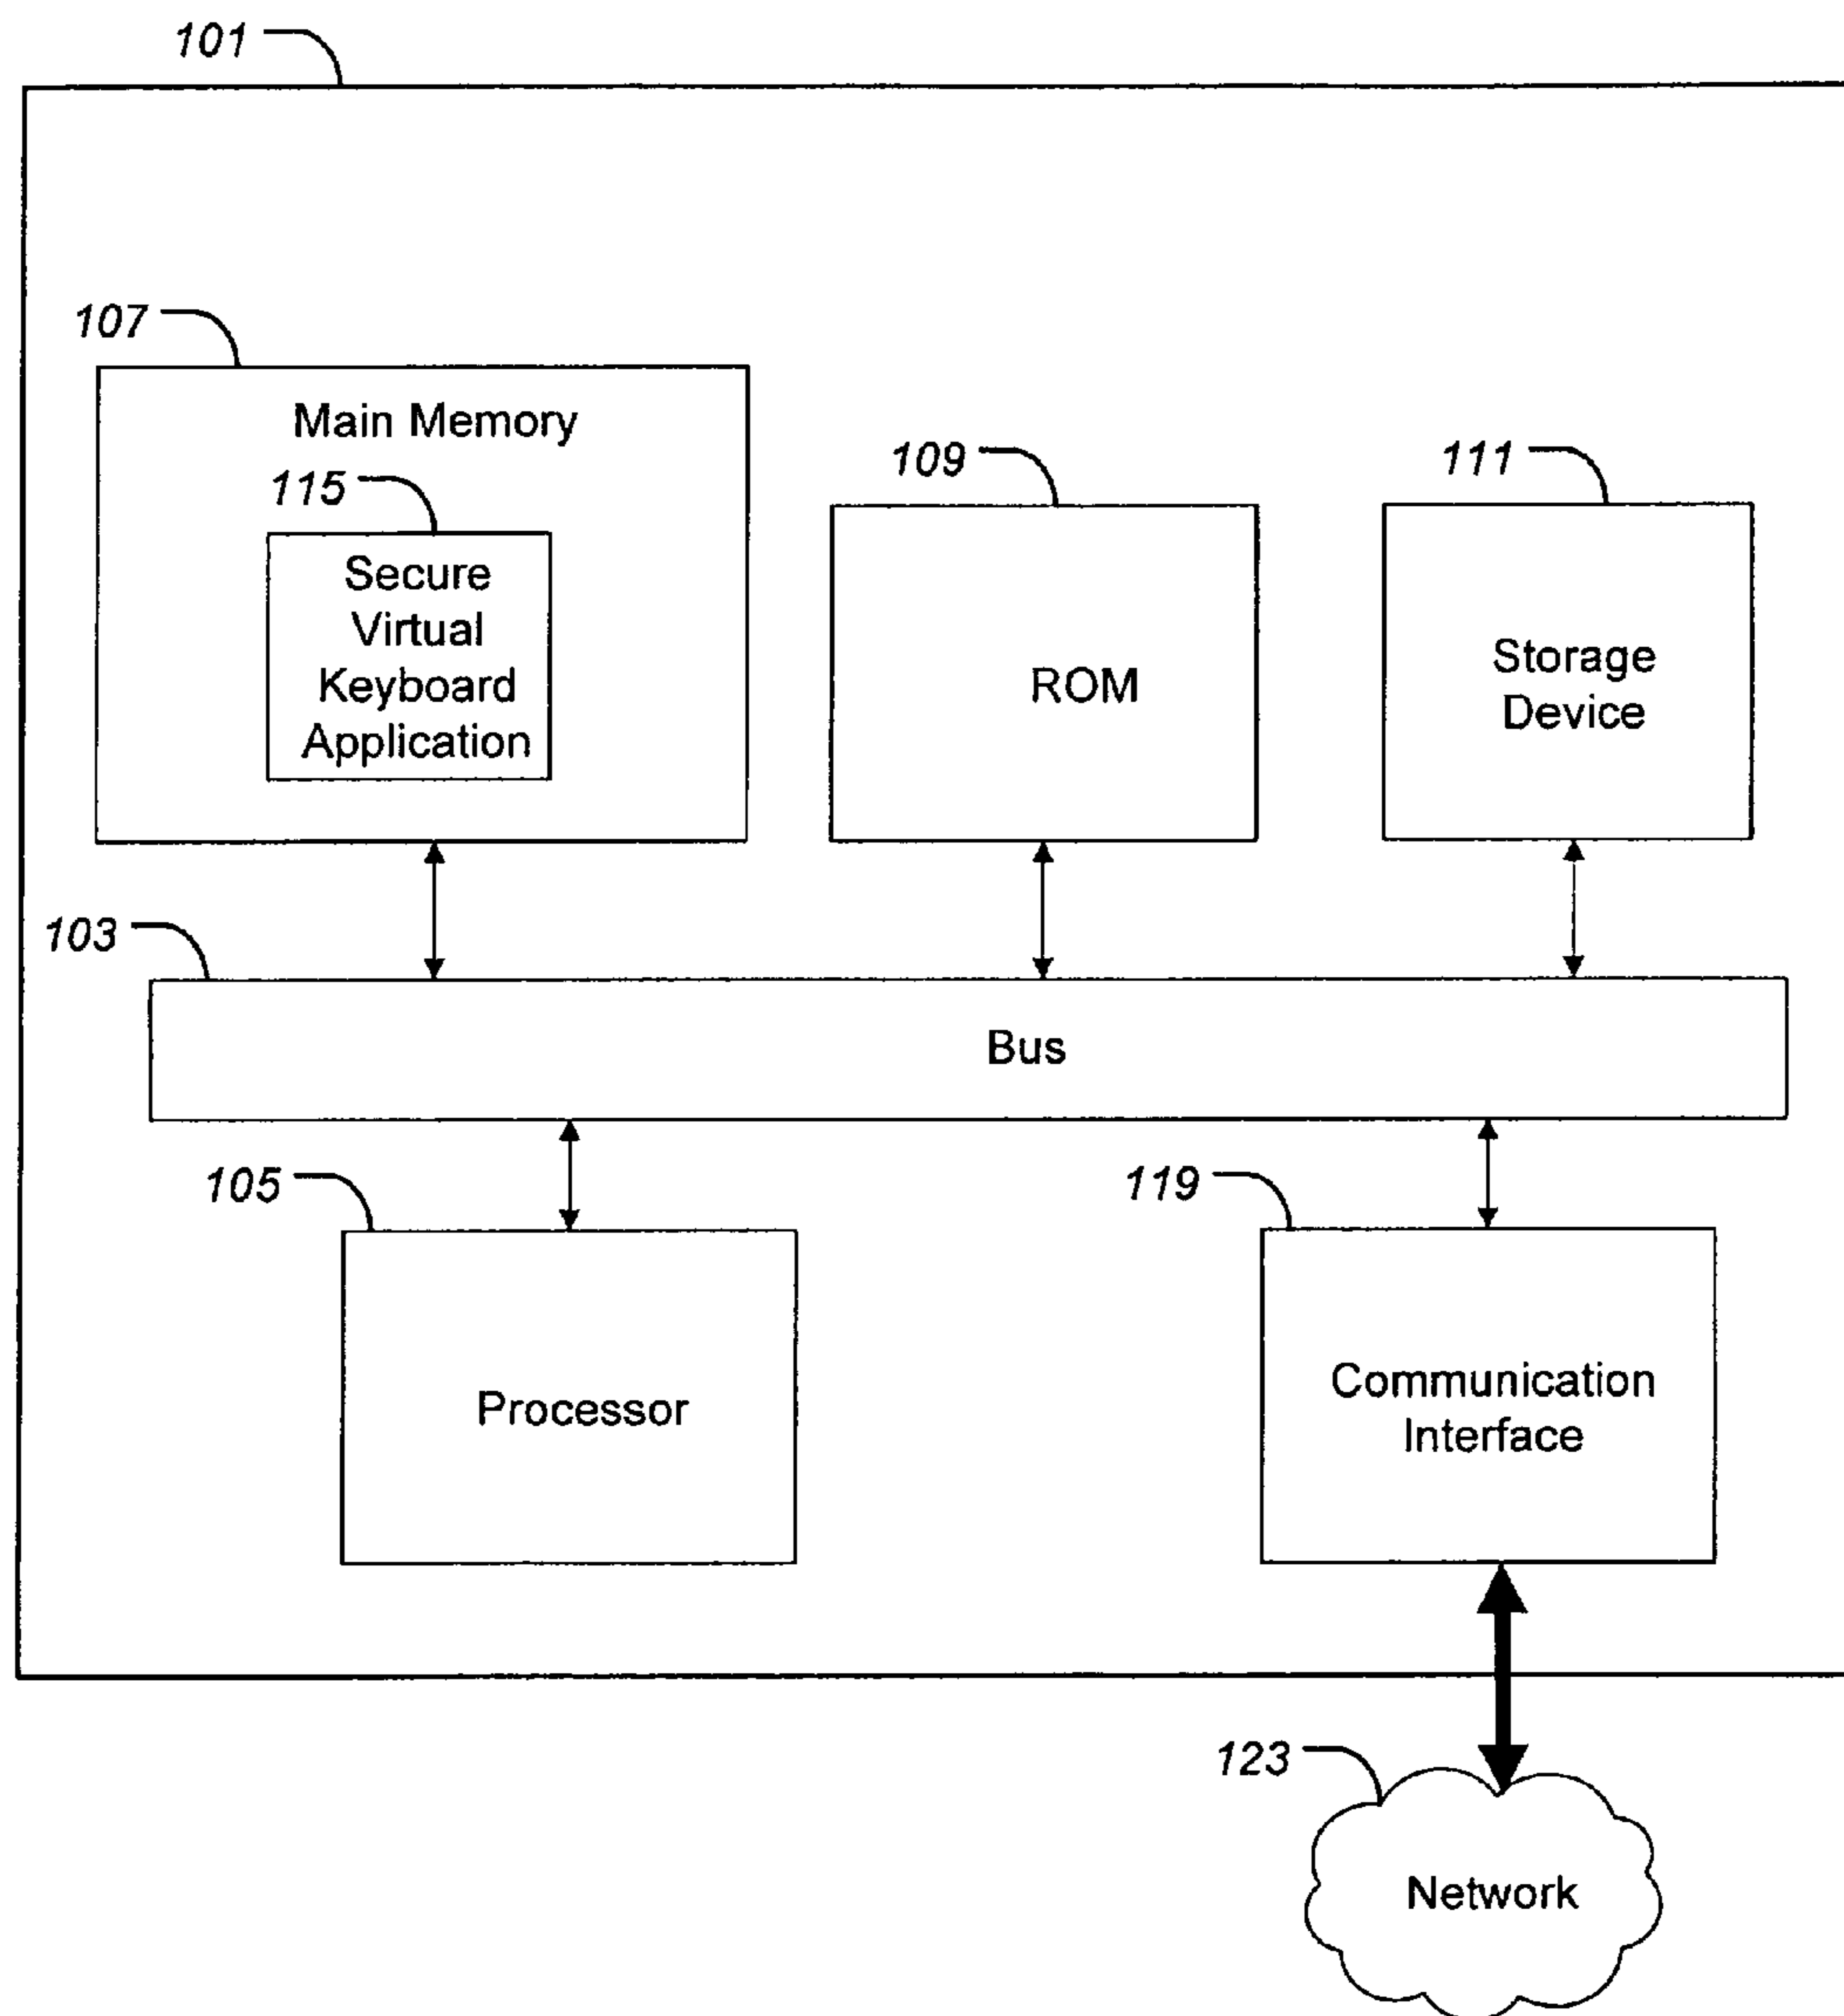 101
107
Main Memory
115
Secure
Virtual
Keyboard
Application
109
ROM
111
Storage
Device
103
Bus
105
Processor
119
Communication
Interface
123
Network